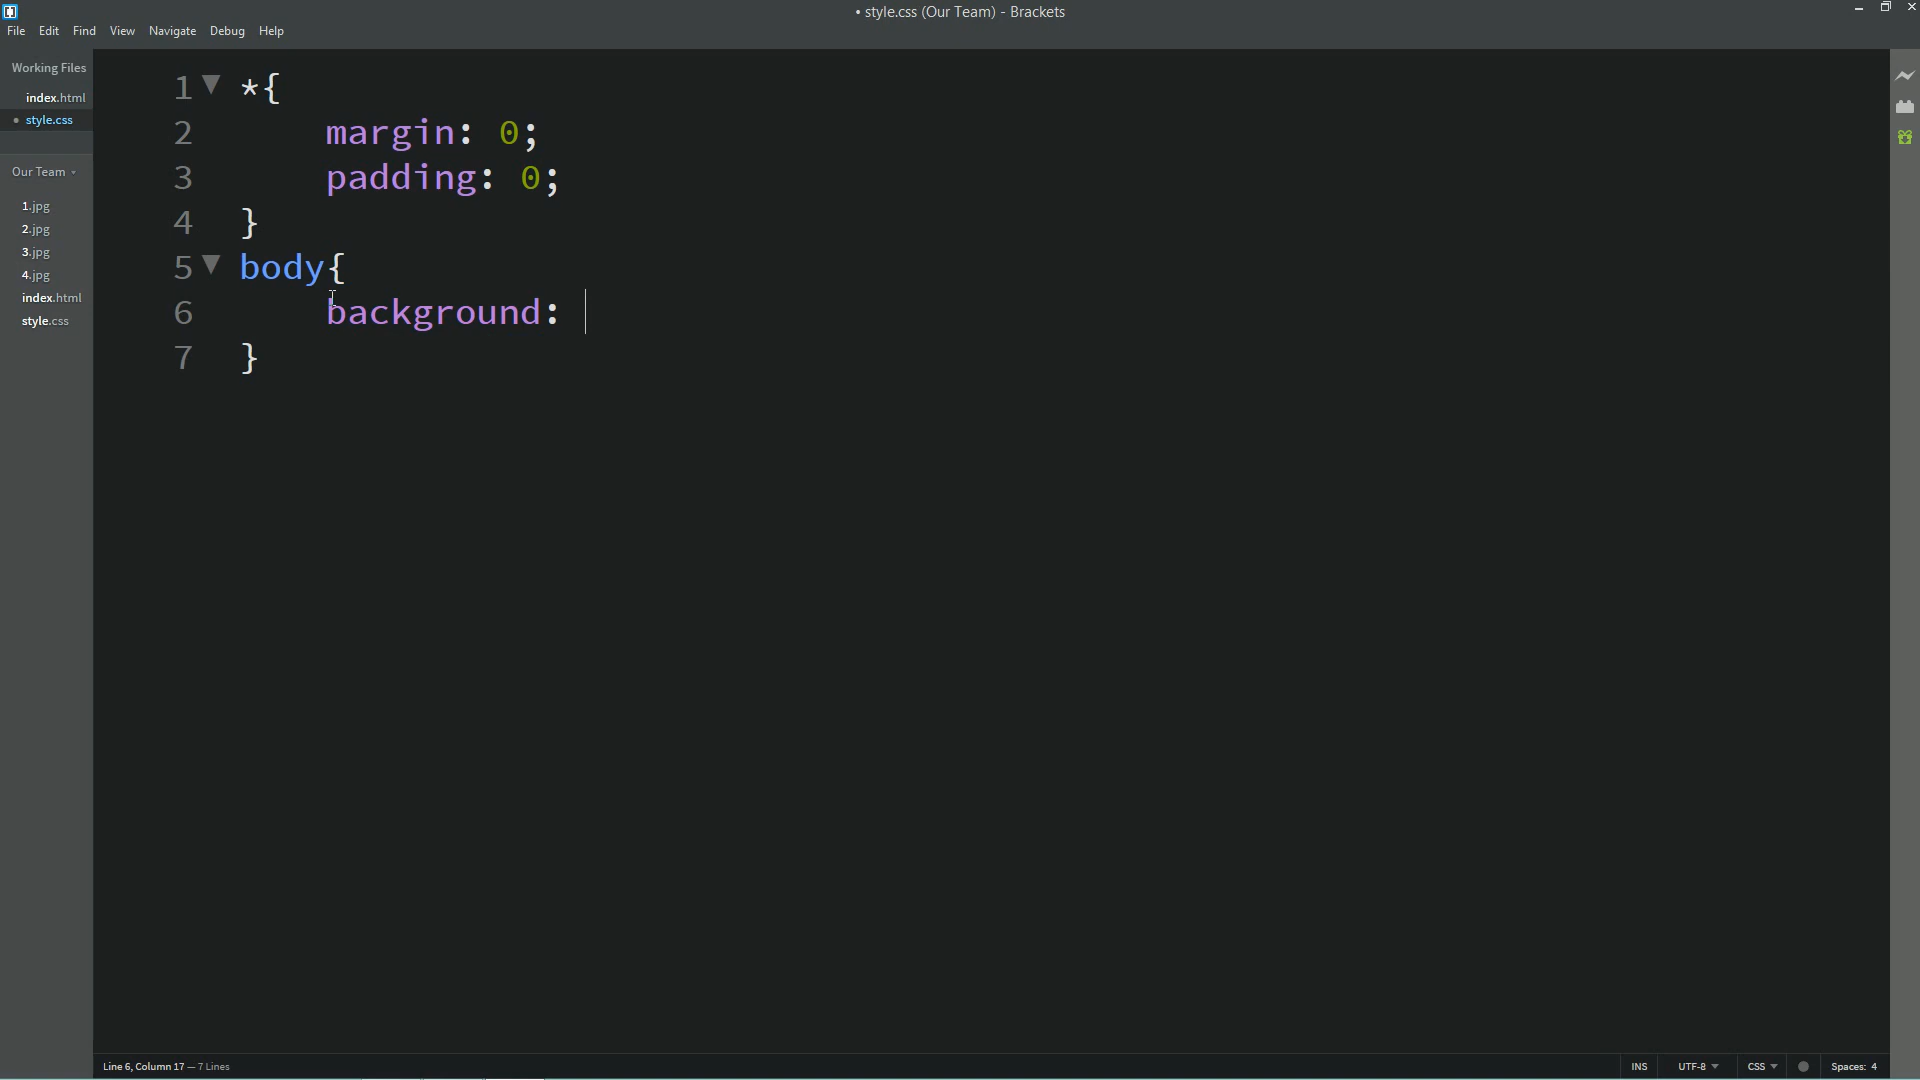 • style.css (Our Team) - Brackets
File Edit Find View Navigate Debug Help
Working Files
index.html
• style.css
Our Team
1.jpg
2.jpg
3.jpg
4.jpg
index.html
style.css
1 *{
2 margin: 0;
3 padding: 0;
4 }
5 body{
6 background:
7 }
Line 6, Column 17 — 7 Lines
INS UTF-8 CSS Spaces: 4